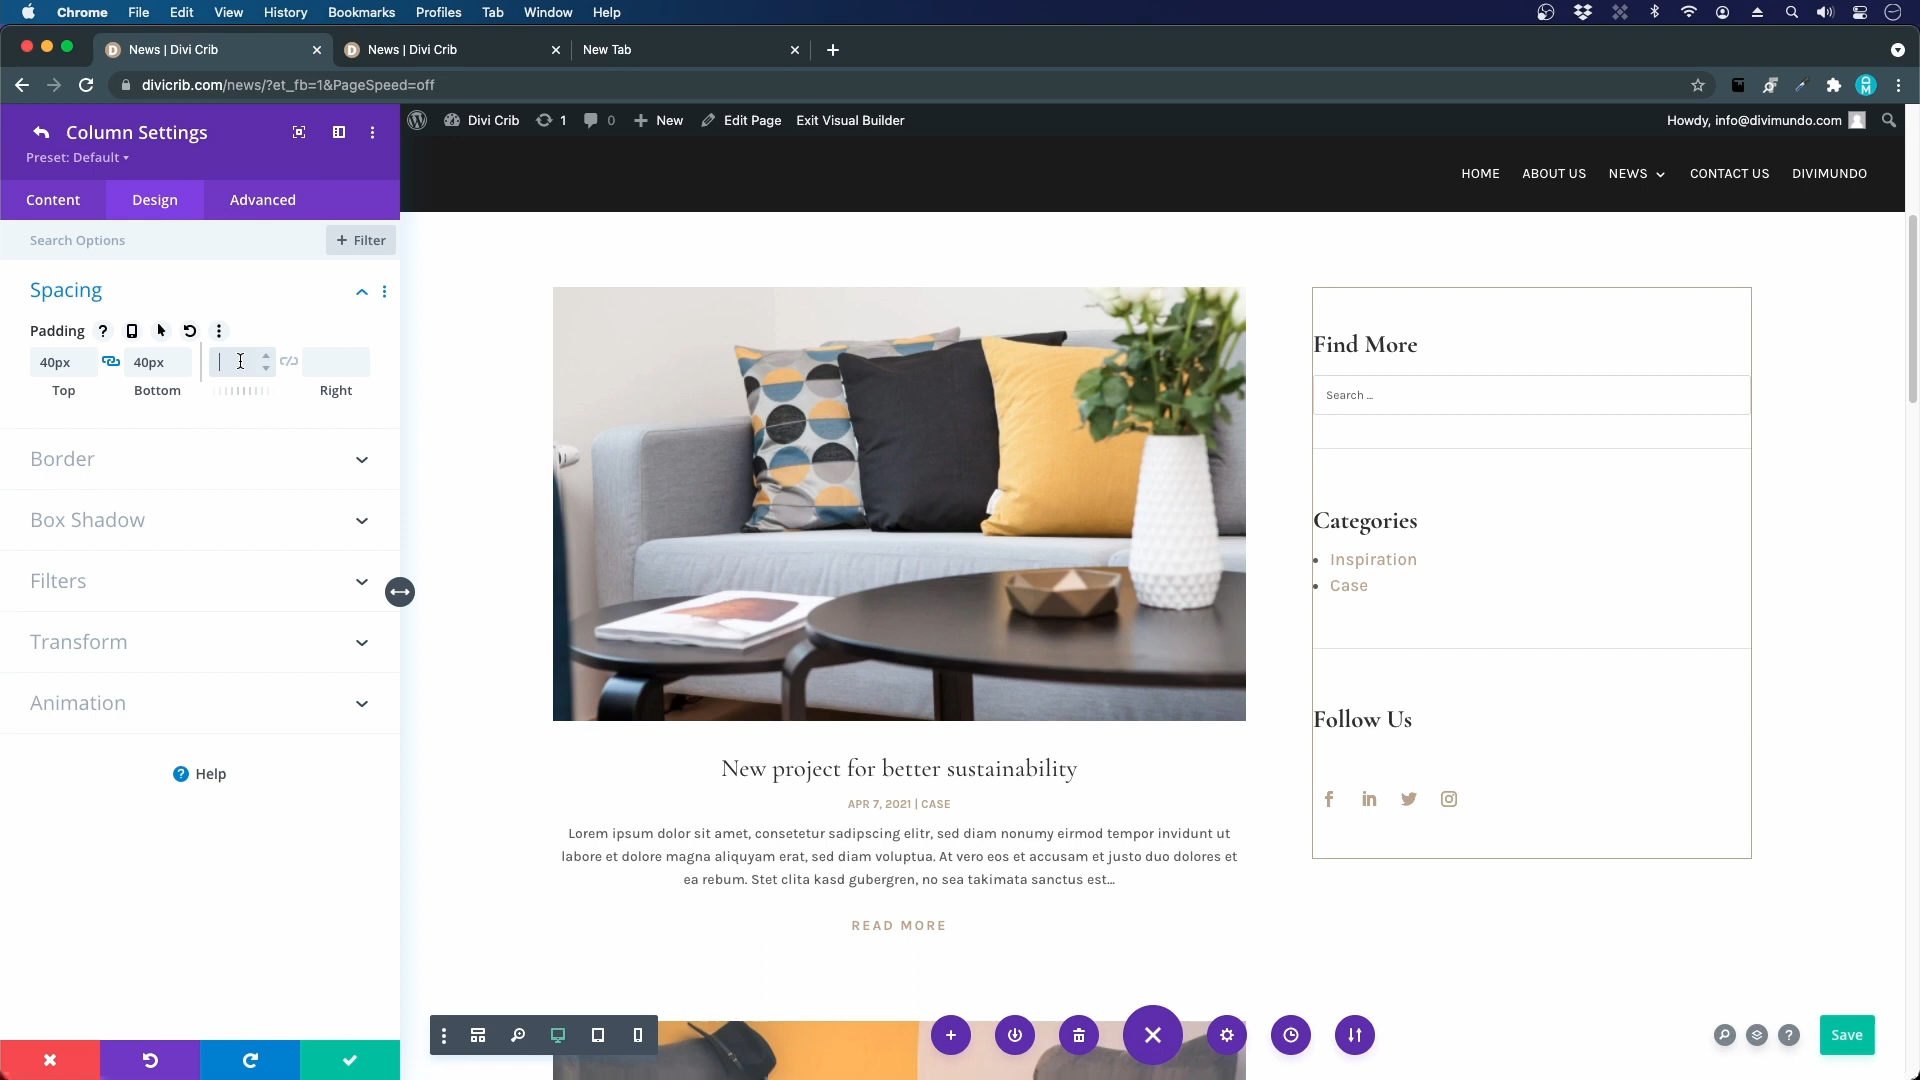 Chrome File Edit View History Bookmarks Profiles Tab Window Help
News | Divi Crib News | Divi Crib New Tab
divicrib.com/news/?et_fb=1&PageSpeed=off
Column Settings
Preset: Default
Content Design Advanced
Search Options + Filter
Spacing
Padding ?
40px 40px
Top Bottom Right
Border
Box Shadow
Filters
Transform
Animation
? Help
Divi Crib 1 0 New Edit Page Exit Visual Builder Howdy, info@divimundo.com
HOME ABOUT US NEWS CONTACT US DIVIMUNDO
New project for better sustainability
APR 7, 2021 | CASE
Lorem ipsum dolor sit amet, consetetur sadipscing elitr, sed diam nonumy eirmod tempor invidunt ut
labore et dolore magna aliquyam erat, sed diam voluptua. At vero eos et accusam et justo duo dolores et
ea rebum. Stet clita kasd gubergren, no sea takimata sanctus est...
READ MORE
Find More
Search ...
Categories
Inspiration
Case
Follow Us
Save